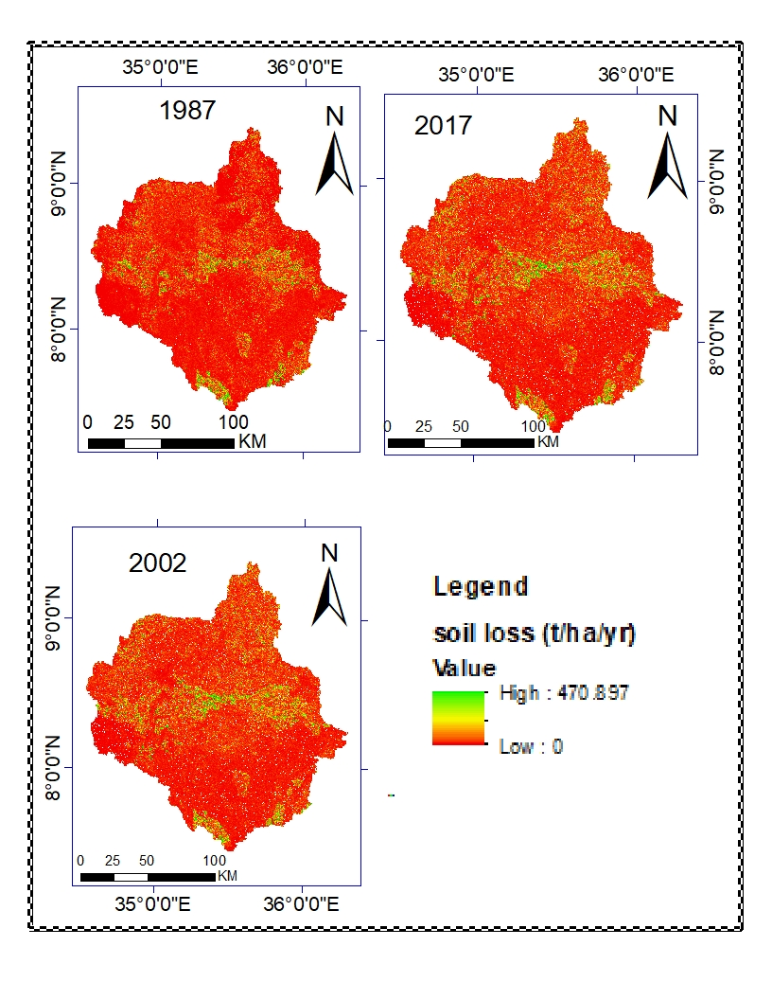 35°0'0"E
36°0'0"E
1987
N
9°0'0"N
8°0'0"N
0 25 50 100
KM
35°0'0"E
36°0'0"E
2017
N
9°0'0"N
8°0'0"N
0 25 50 100
KM
2002
N
9°0'0"N
8°0'0"N
0 25 50 100
KM
35°0'0"E
36°0'0"E
Legend
soil loss (t/ha/yr)
Value
High : 470.897
Low : 0